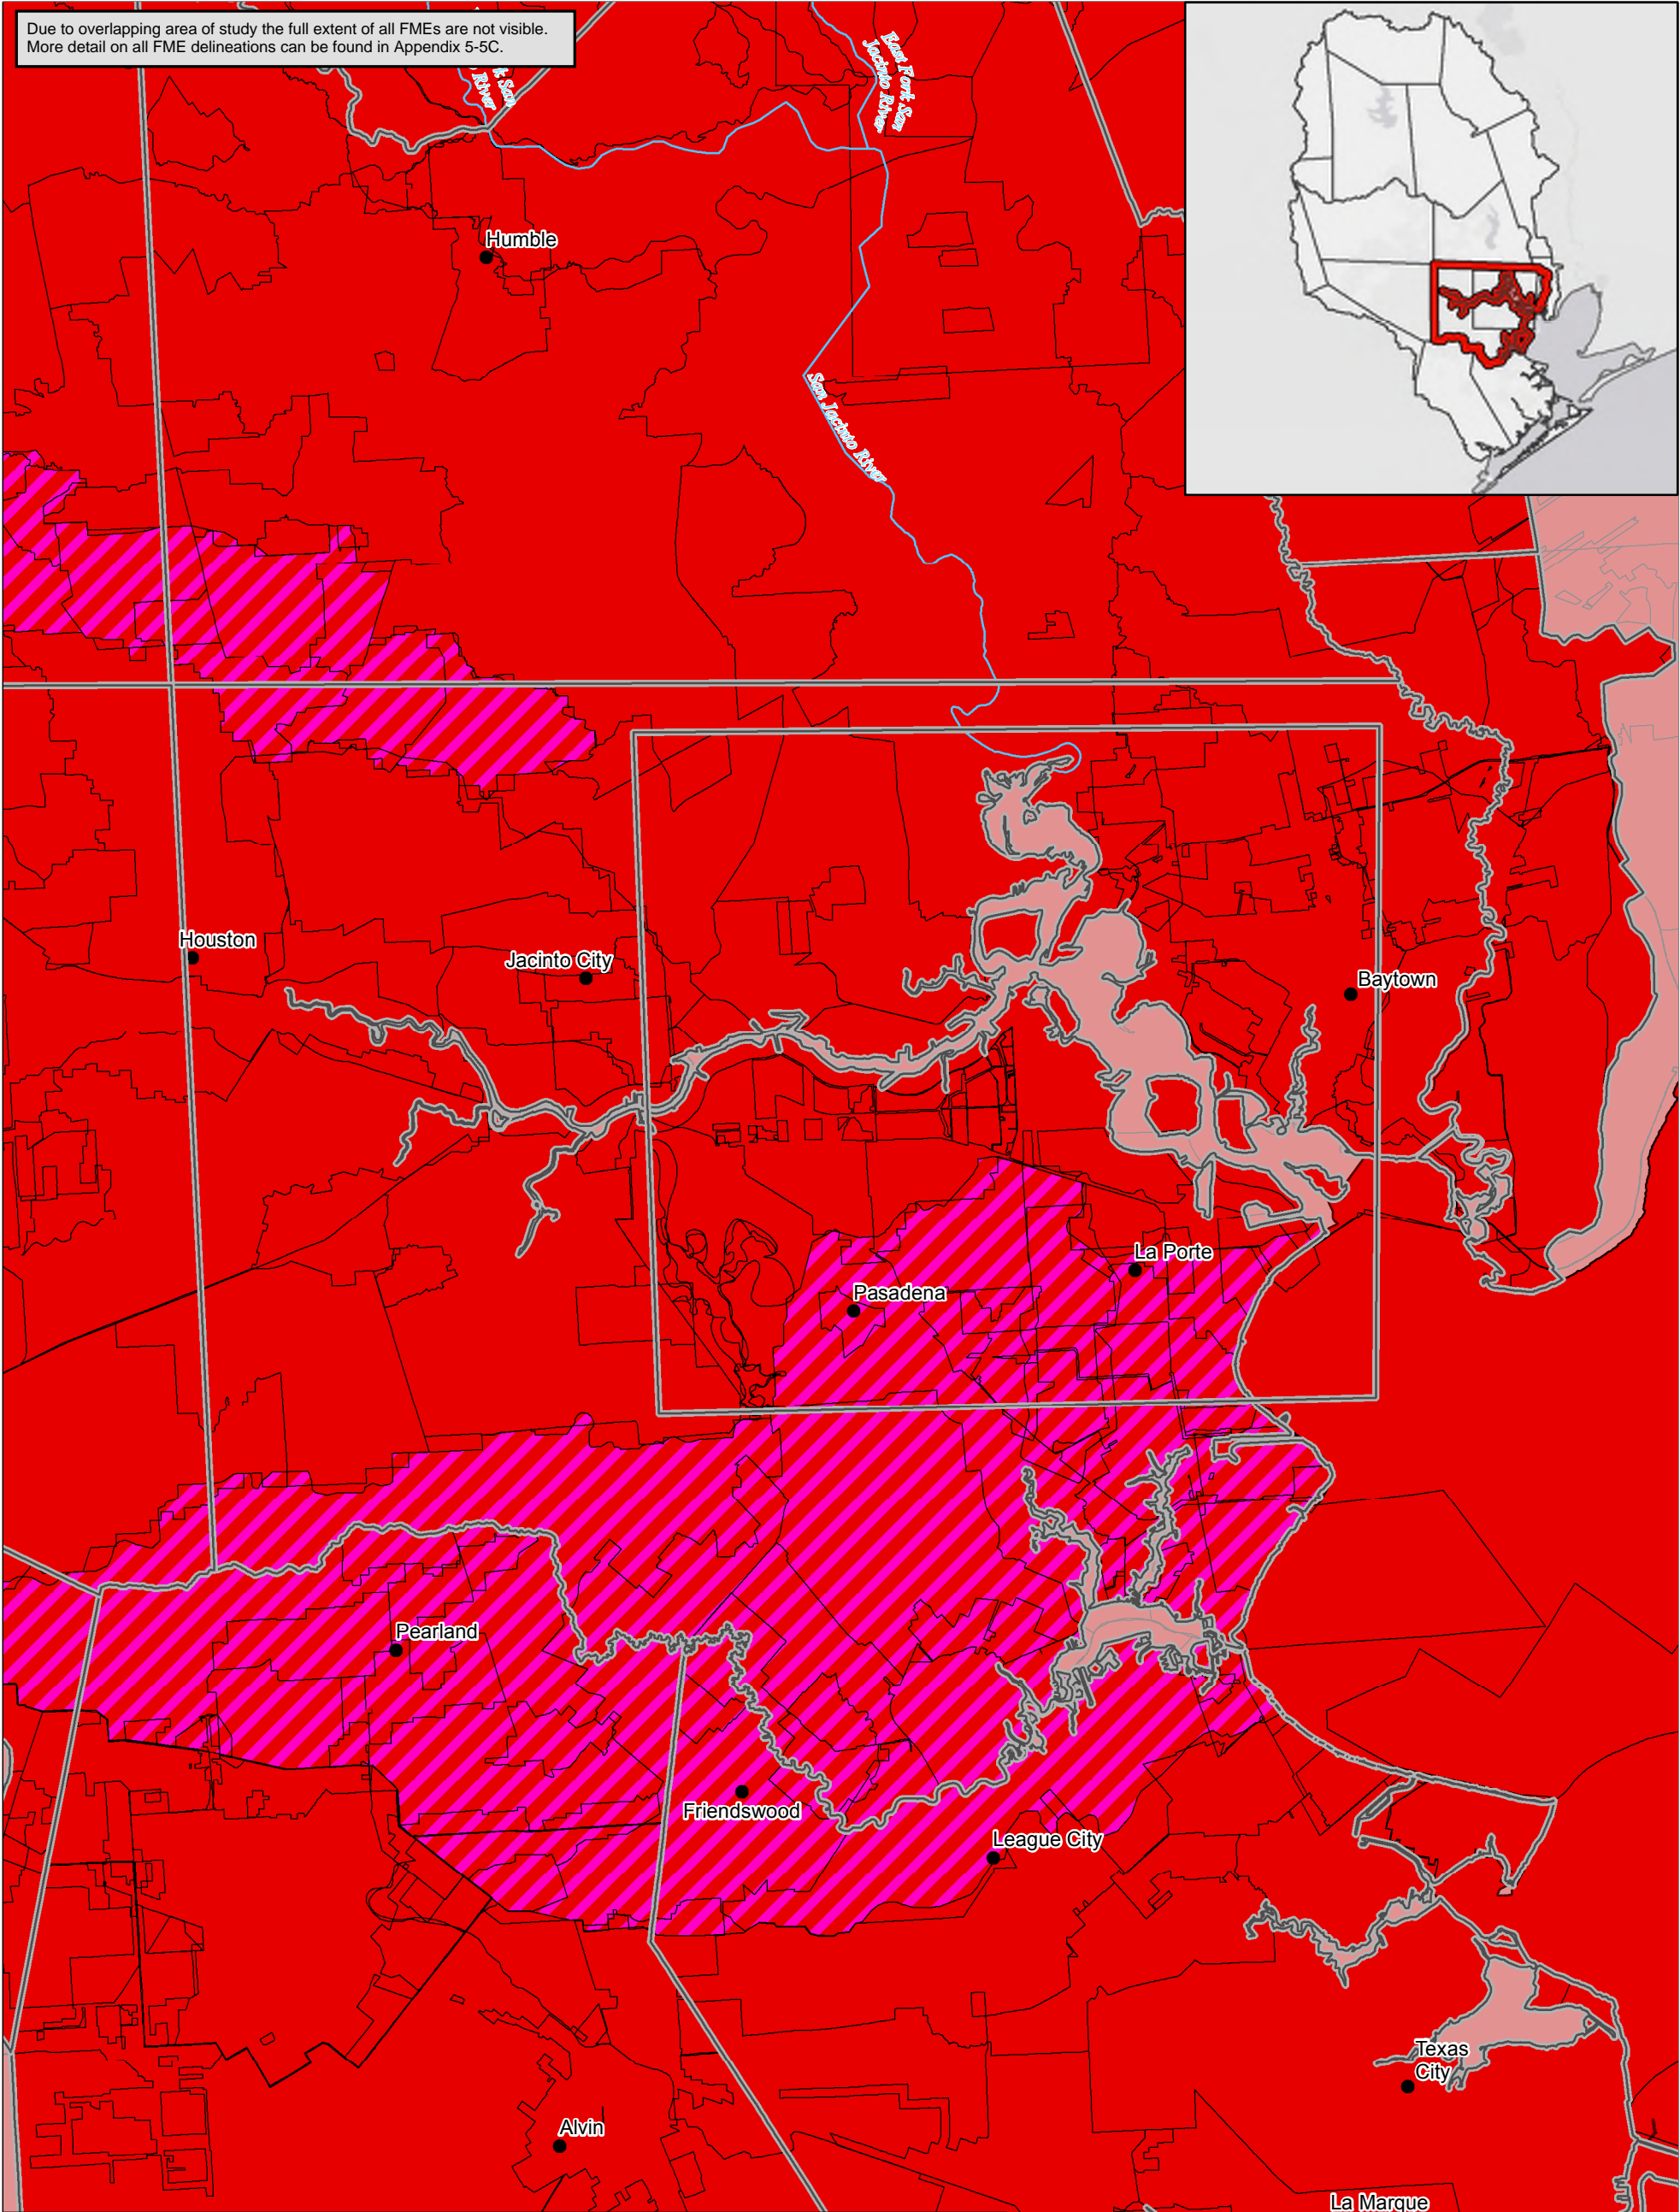 Due to overlapping area of study the full extent of all FMEs are not visible.
More detail on all FME delineations can be found in Appendix 5-5C.
k San
River
East Fork San
Jacinto River
Humble
San Jacinto River
Houston
Jacinto City
Baytown
La Porte
Pasadena
Pearland
Friendswood
League City
Texas
City
Alvin
La Marque